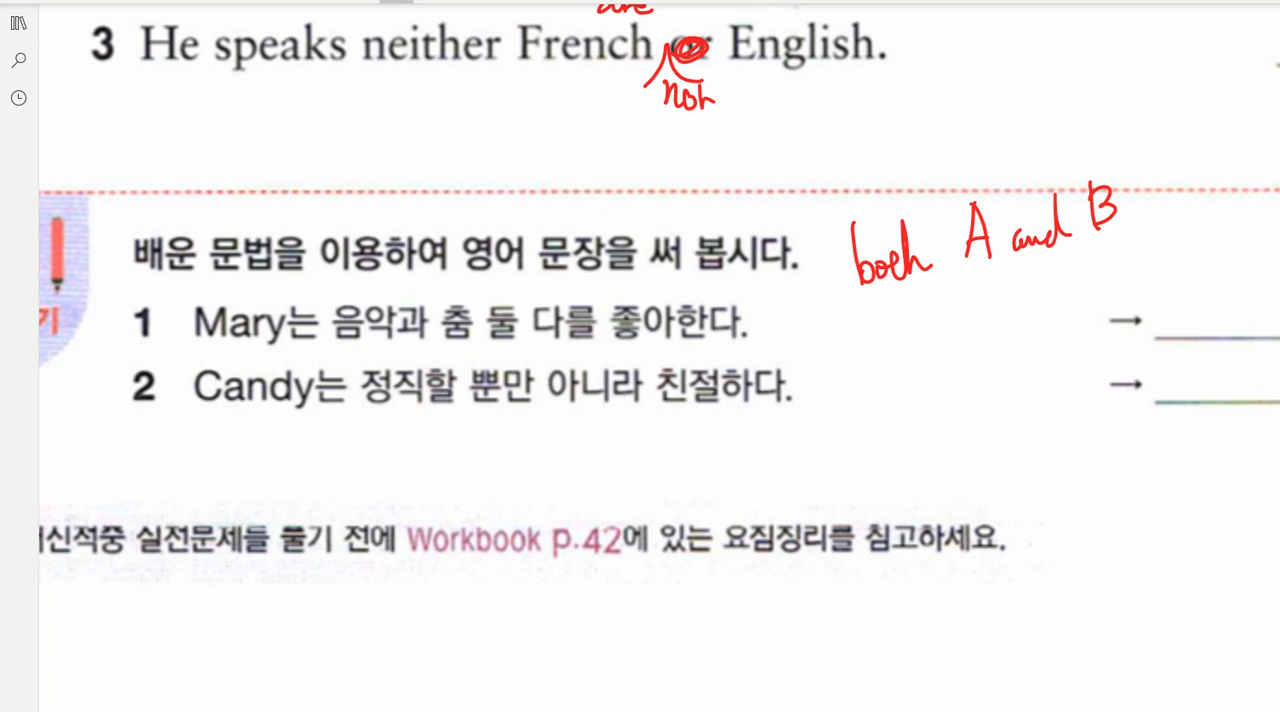 are
3 He speaks neither French or English.
nor
both A and B
배운 문법을 이용하여 영어 문장을 써 봅시다.
1 Mary는 음악과 춤 둘 다를 좋아한다. →
2 Candy는 정직할 뿐만 아니라 친절하다. →
기
신적중 실전문제들 풀기 전에 Workbook p.42에 있는 요점정리를 참고하세요.